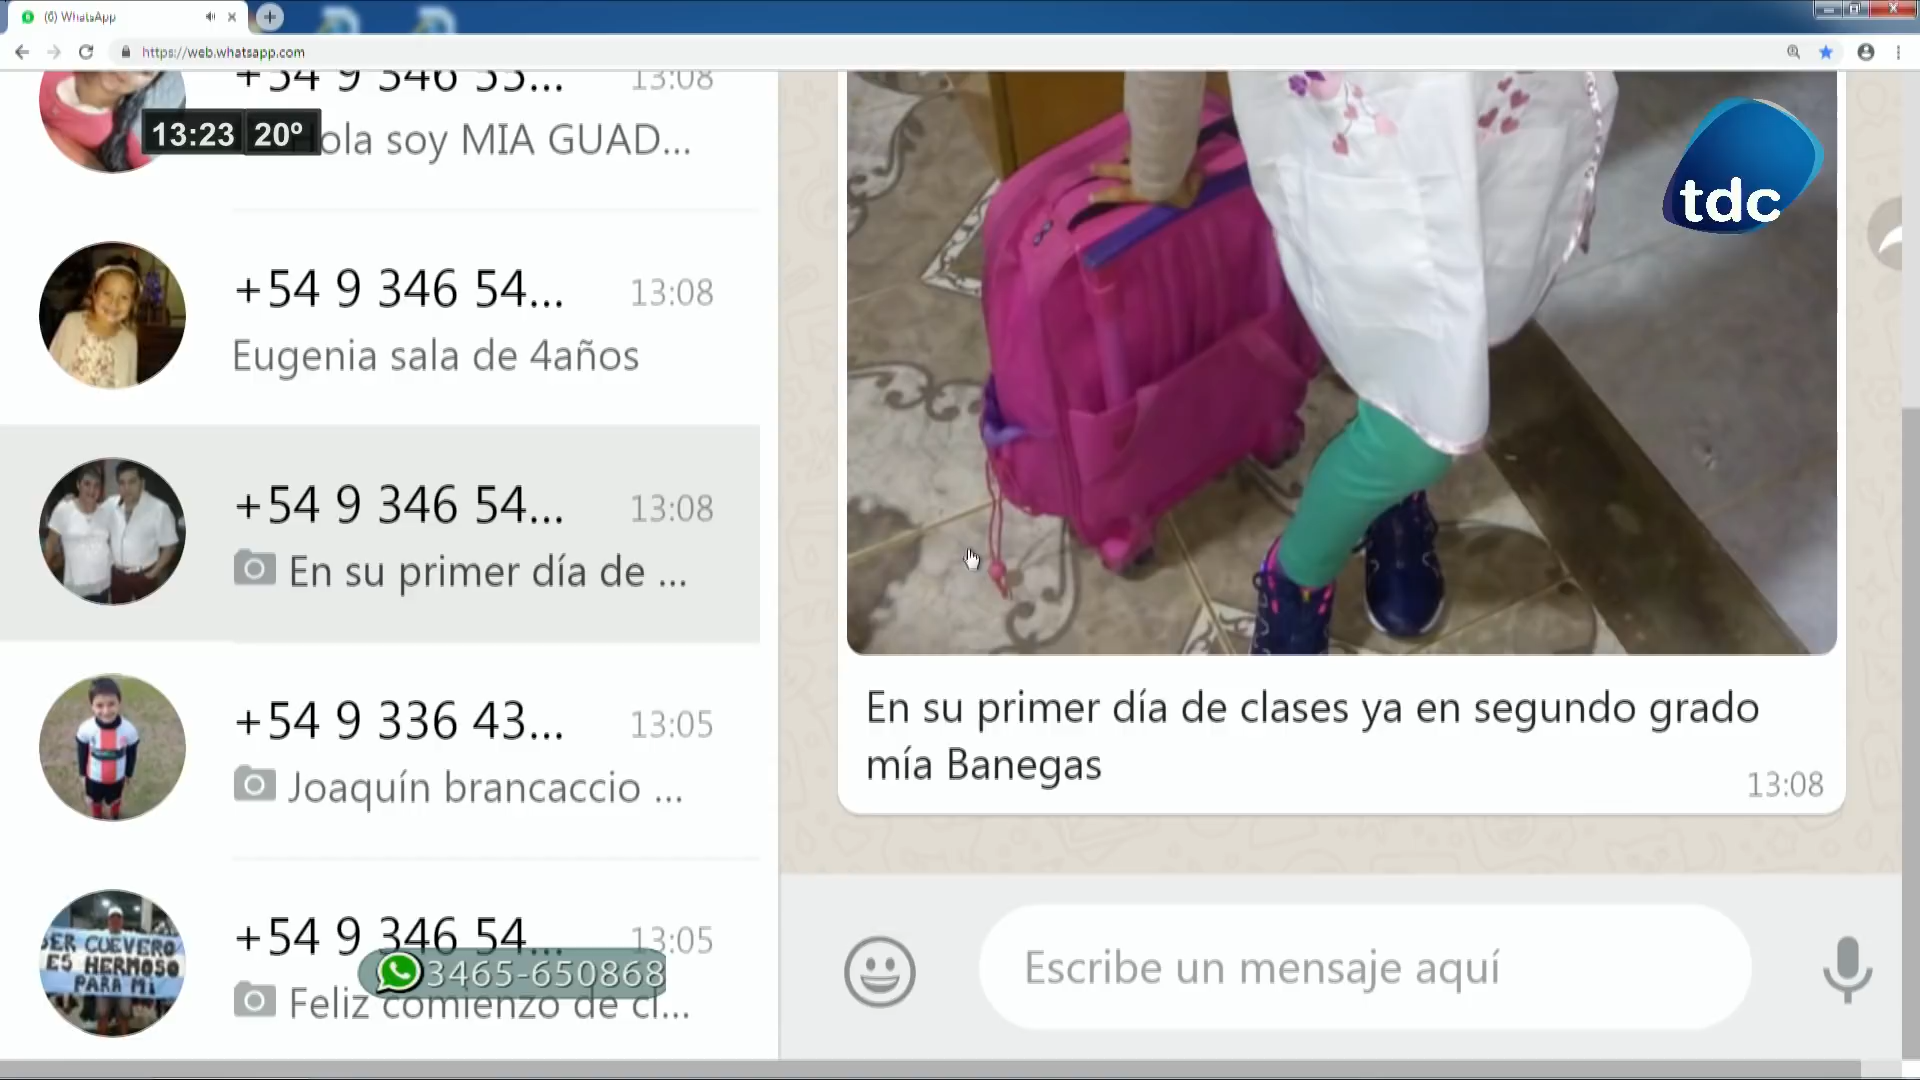 (6) WhatsApp
https://web.whatsapp.com
+54 9 346 53... 13:08
13:23 20º
ola soy MIA GUAD...
tdc
+54 9 346 54... 13:08
Eugenia sala de 4años
+54 9 346 54... 13:08
En su primer día de ...
+54 9 336 43... 13:05
Joaquín brancaccio ...
+54 9 346 54... 13:05
Feliz comienzo de cl...
3465-650868
SER CUEVERO
ES HERMOSO
PARA MI
En su primer día de clases ya en segundo grado
mía Banegas
13:08
Escribe un mensaje aquí